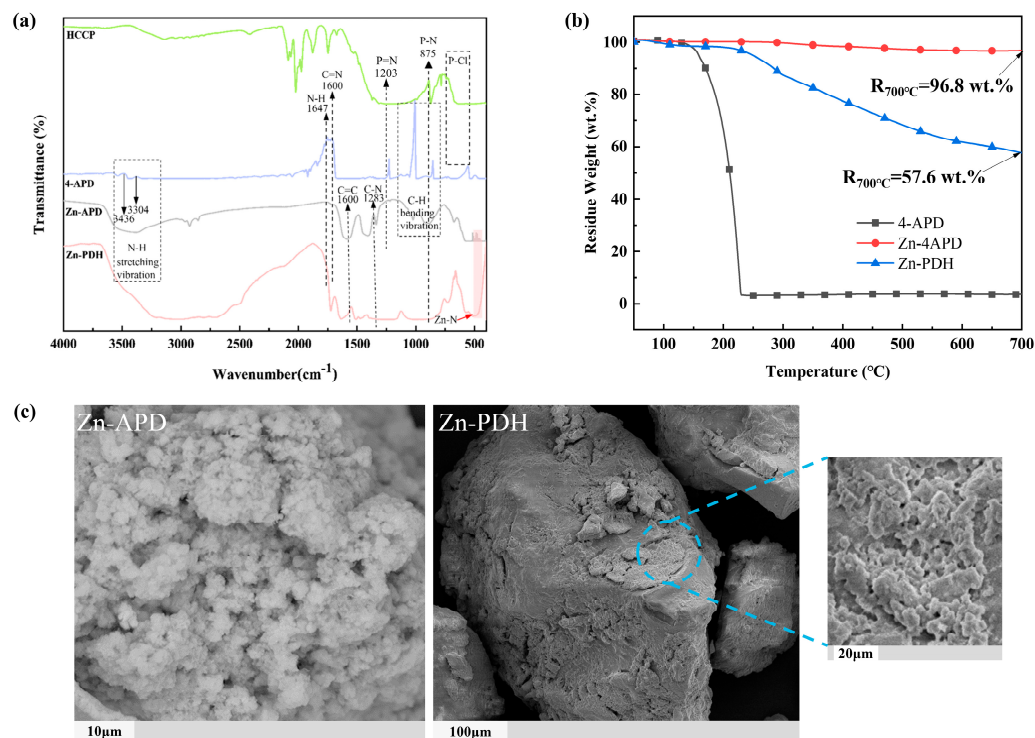 (a)
HCCP
P-N
875
P=N
1203
P-Cl
C=N
1600
N-H
1647
Transmittance (%)
4-APD
3436
3304
Zn-APD
C=C
1600
C-N
1283
C-H
bending
vibration
N-H
stretching
vibration
Zn-PDH
Zn-N
4000 3500 3000 2500 2000 1500 1000 500
Wavenumber(cm-1)
(b)
100
80
60
40
20
0
Residue Weight (wt.%)
R700℃=96.8 wt.%
R700℃=57.6 wt.%
4-APD
Zn-4APD
Zn-PDH
100 200 300 400 500 600 700
Temperature (℃)
(c)
Zn-APD
Zn-PDH
10μm
100μm
20μm